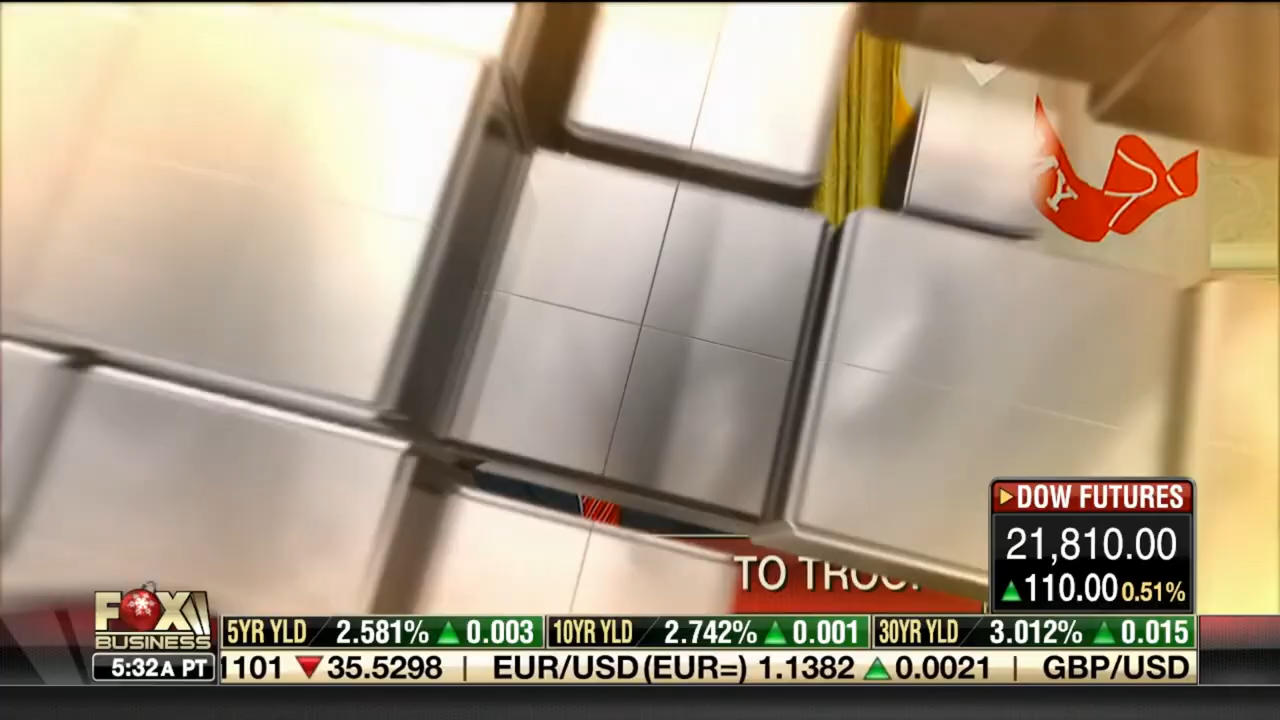 DOW FUTURES
21,810.00
▲110.00 0.51%
TO
FOX
BUSINESS
5YR YLD 2.581% ▲ 0.003 10YR YLD 2.742% ▲ 0.001 30YR YLD 3.012% ▲ 0.015
5:32A PT
1101 ▼35.5298 | EUR/USD (EUR=) 1.1382 ▲0.0021 | GBP/USD